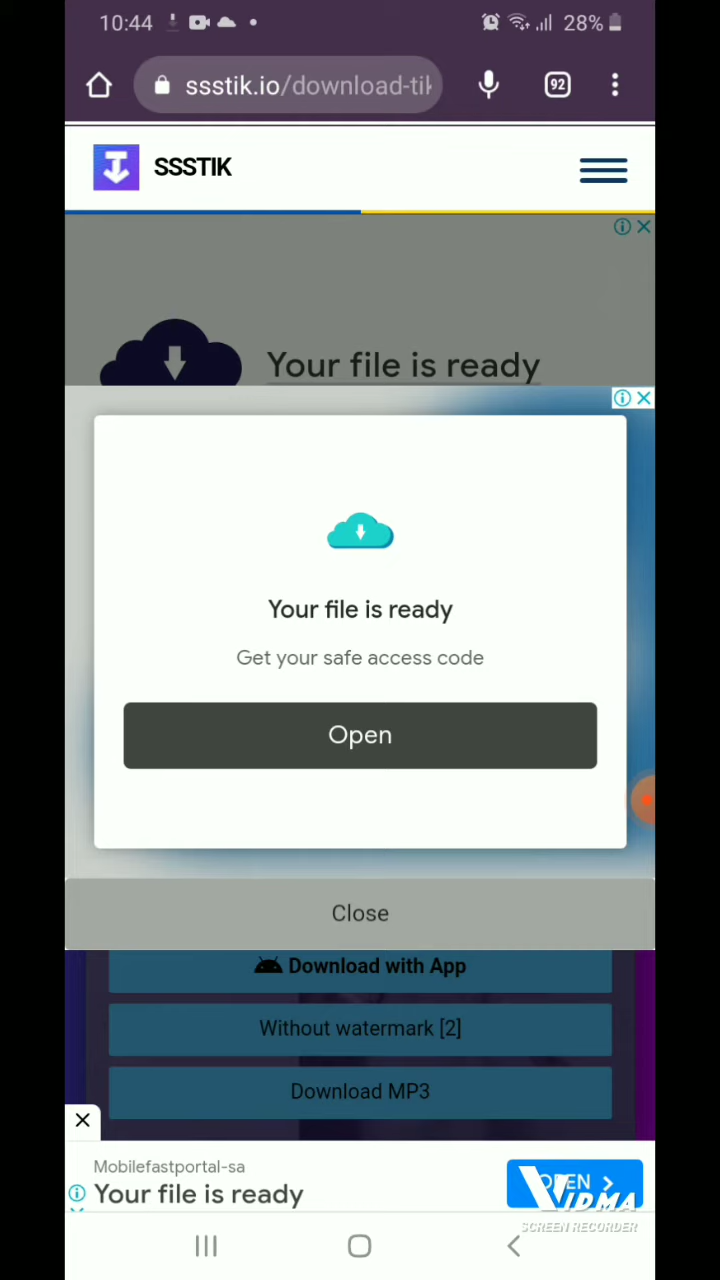 10:44
28%
ssstik.io/download-tik
92
SSSTIK
Your file is ready
Your file is ready
Get your safe access code
Open
Close
Download with App
Without watermark [2]
Download MP3
Mobilefastportal-sa
Your file is ready
OPEN
VIDMA
SCREEN RECORDER